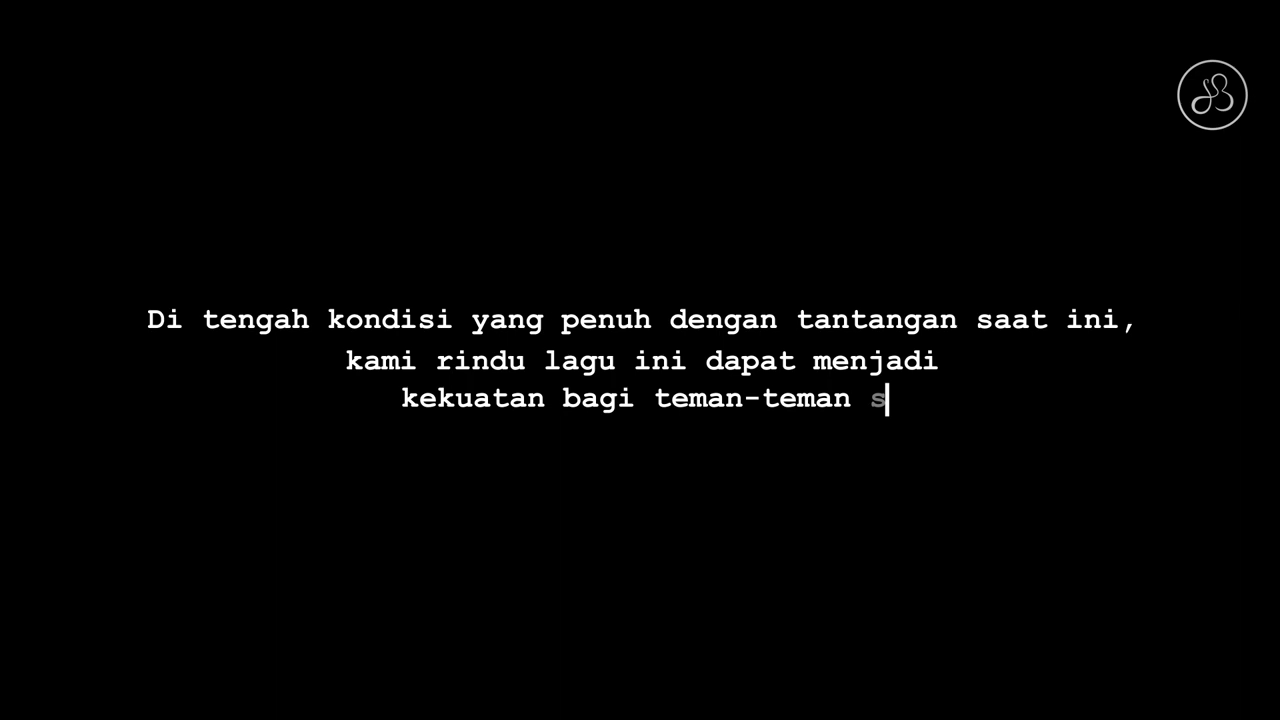 Di tengah kondisi yang penuh dengan tantangan saat ini,
kami rindu lagu ini dapat menjadi
kekuatan bagi teman-teman s